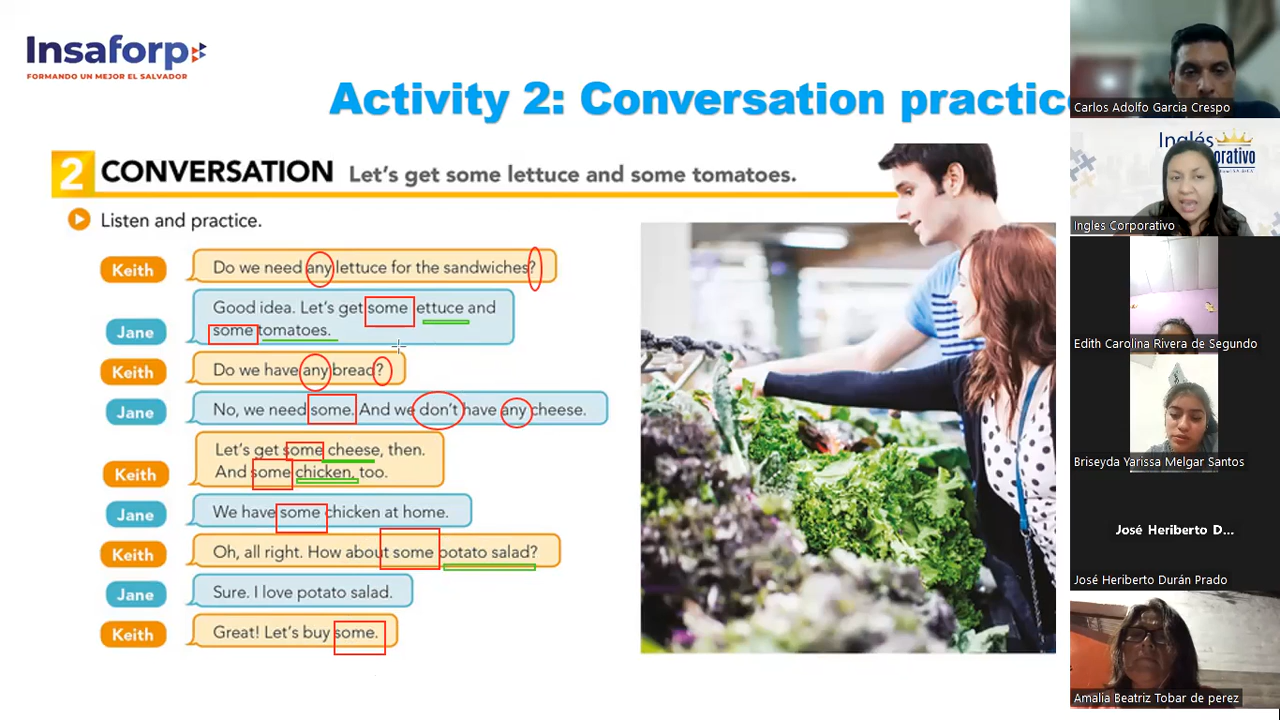 Insaforp
FORMANDO UN MEJOR EL SALVADOR
Activity 2: Conversation practic
2 CONVERSATION Let's get some lettuce and some tomatoes.
Listen and practice.
Keith Do we need any lettuce for the sandwiches?
Good idea. Let's get some ettuce and
Jane some tomatoes.
Keith Do we have any bread?
Jane No, we need some. And we don't have any cheese.
Let's get some cheese, then.
Keith And some chicken, too.
Jane We have some chicken at home.
Keith Oh, all right. How about some potato salad?
Jane Sure. I love potato salad.
Keith Great! Let's buy some.
Carlos Adolfo Garcia Crespo
Inglés
Ingles Corporativo
Edith Carolina Rivera de Segundo
Briseyda Yarissa Melgar Santos
José Heriberto D...
José Heriberto Durán Prado
Amalia Beatriz Tobar de perez